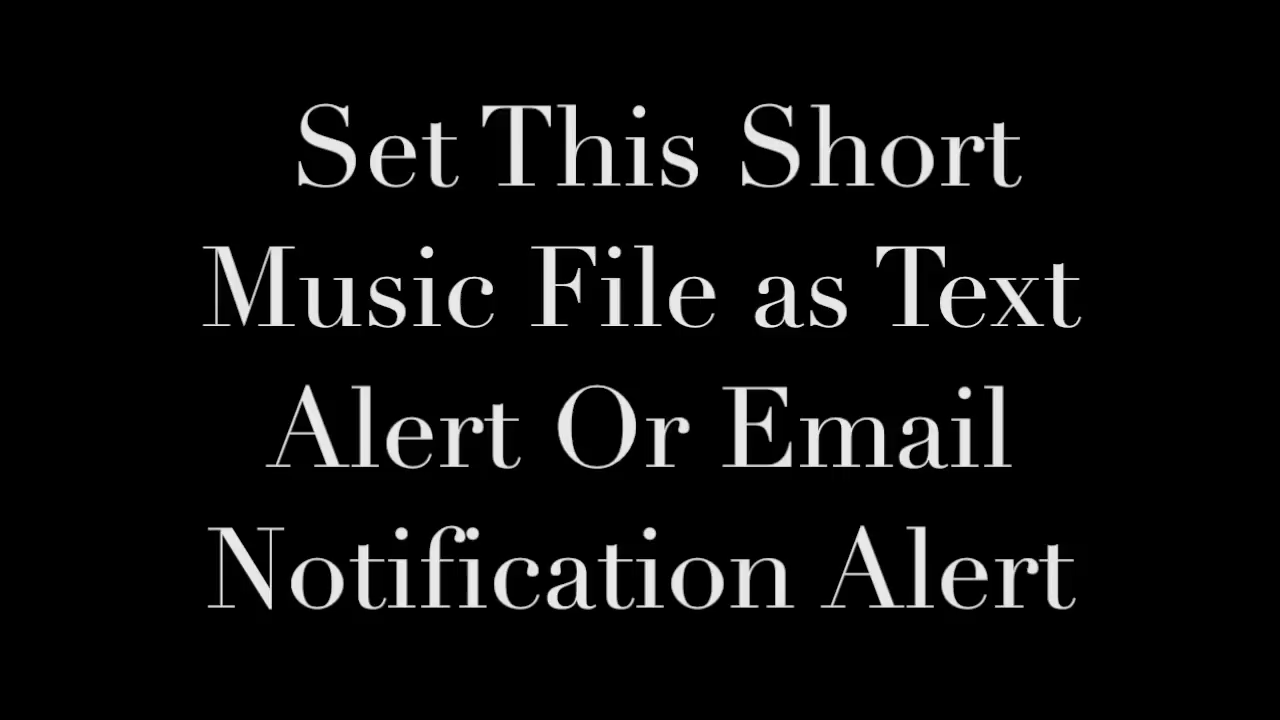 Set This Short
Music File as Text
Alert Or Email
Notification Alert